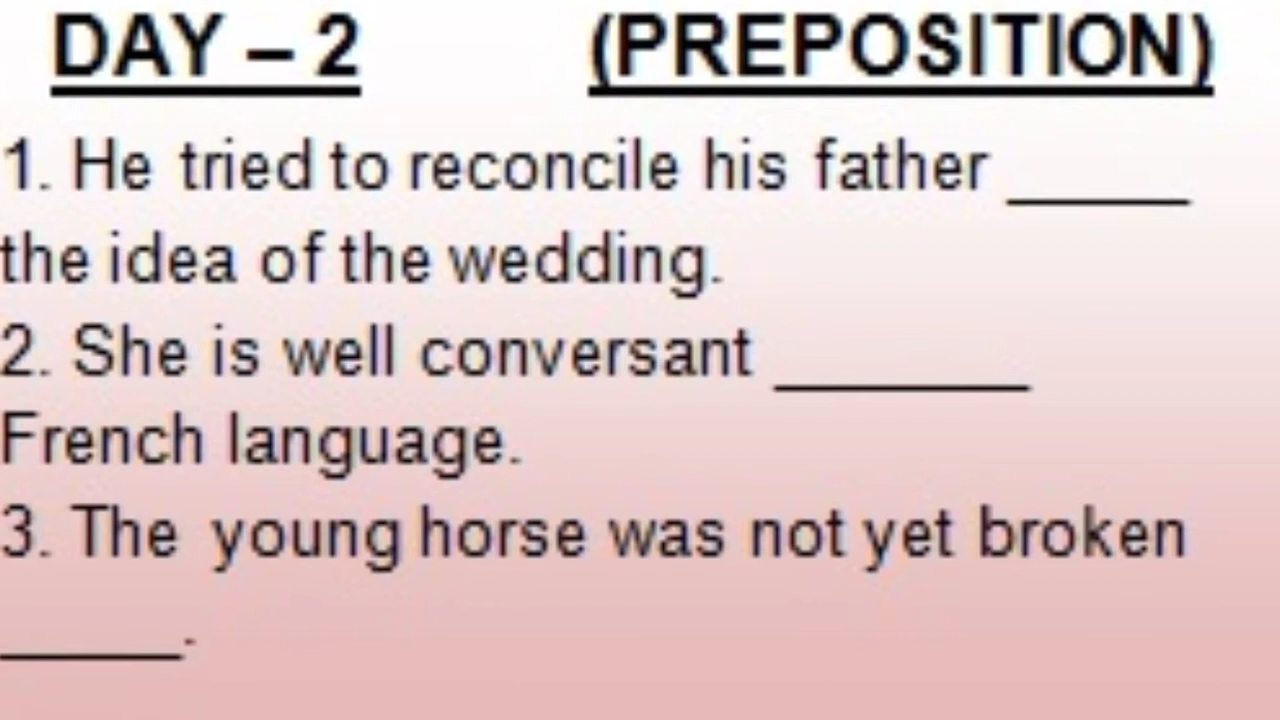 DAY – 2 (PREPOSITION)
1. He tried to reconcile his father _____
the idea of the wedding.
2. She is well conversant _______
French language.
3. The young horse was not yet broken
_____.